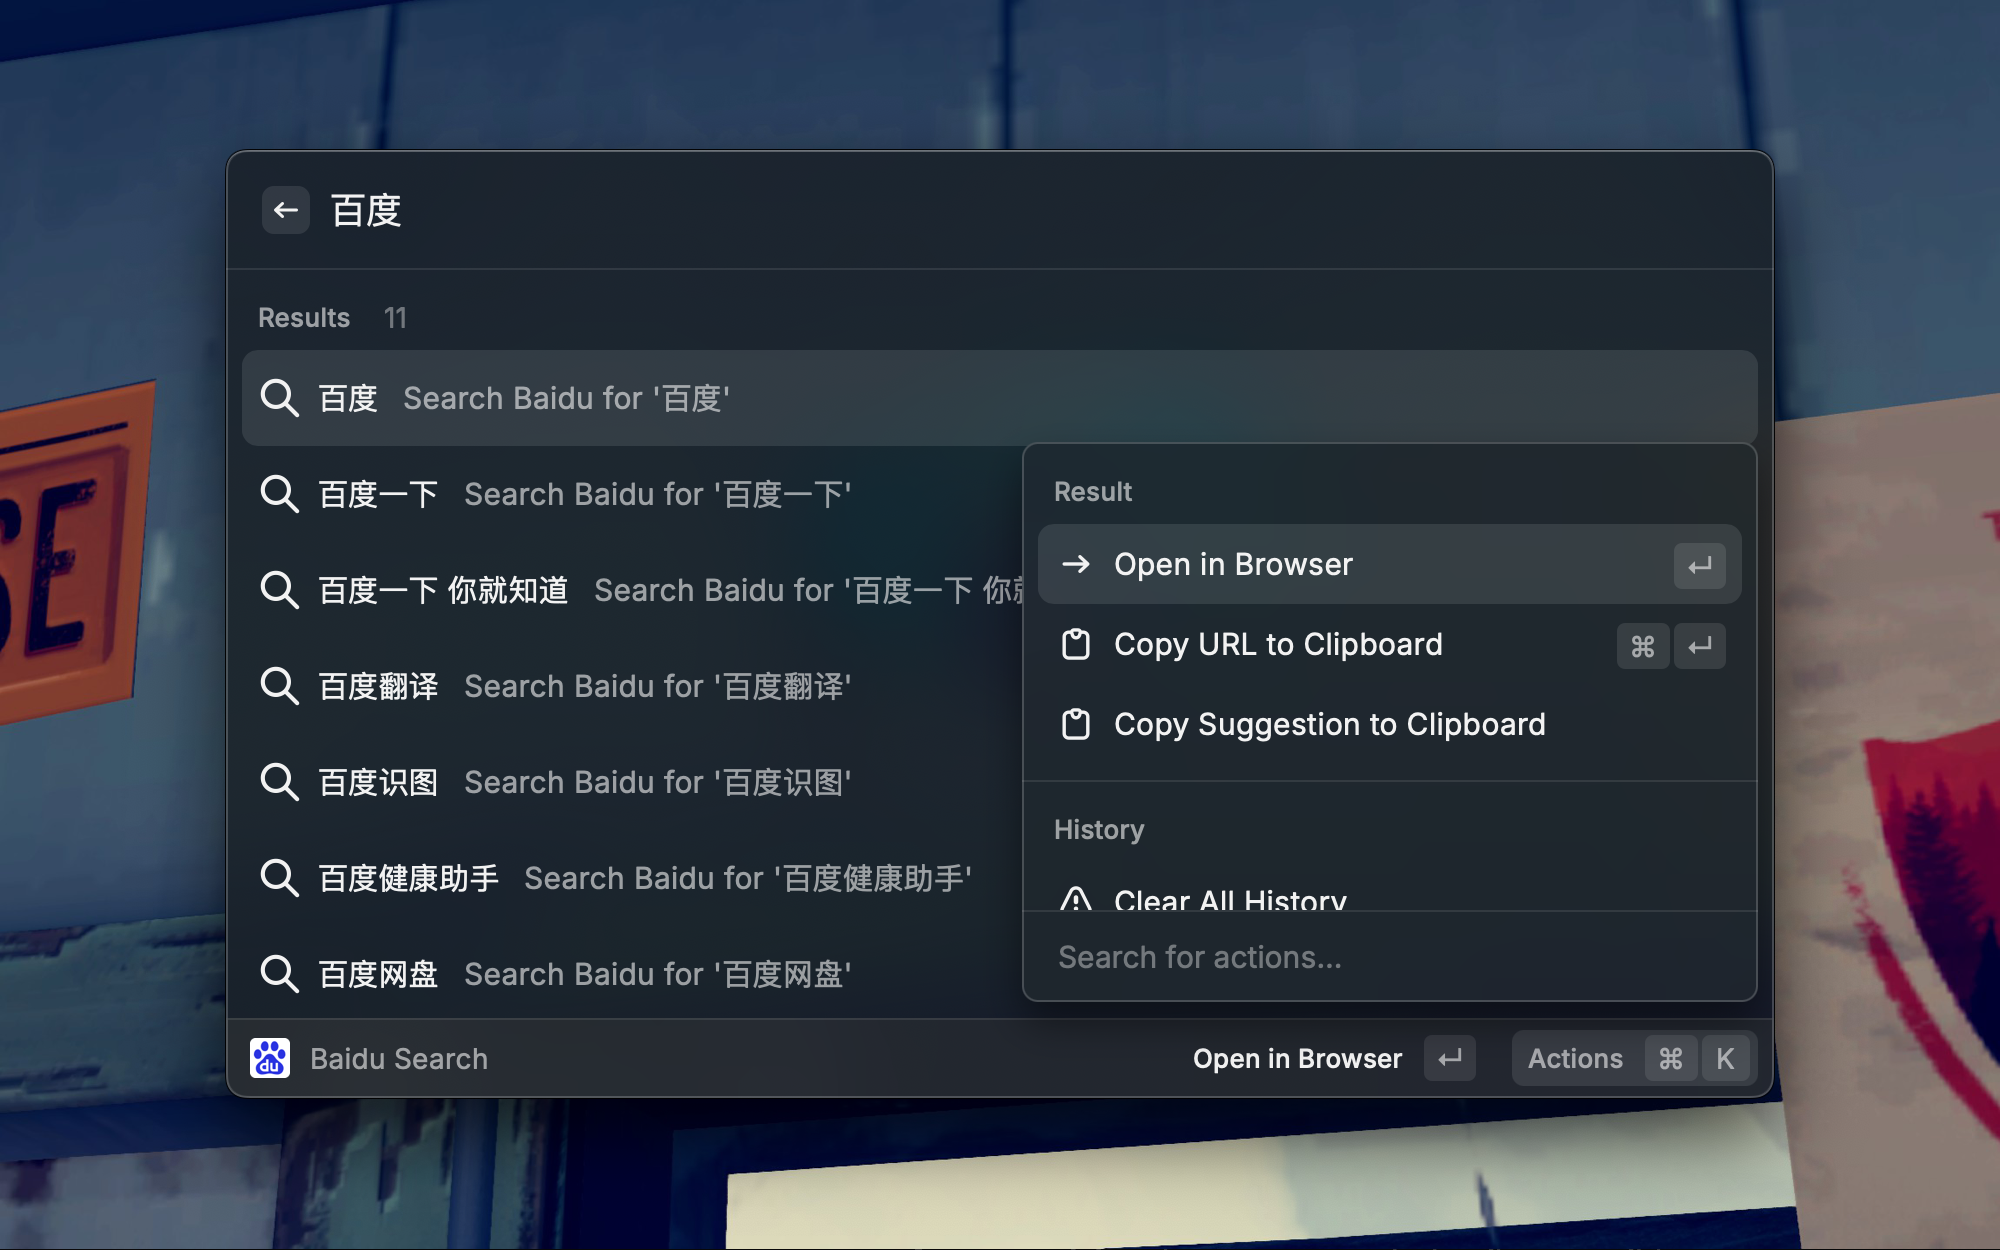 百度
Results 11
百度 Search Baidu for '百度'
百度一下 Search Baidu for '百度一下'
百度一下 你就知道 Search Baidu for '百度一下 你
百度翻译 Search Baidu for '百度翻译'
百度识图 Search Baidu for '百度识图'
百度健康助手 Search Baidu for '百度健康助手'
百度网盘 Search Baidu for '百度网盘'
Result
Open in Browser
Copy URL to Clipboard ⌘
Copy Suggestion to Clipboard
History
Clear All History
Search for actions...
du Baidu Search
Open in Browser
Actions ⌘ K
SE